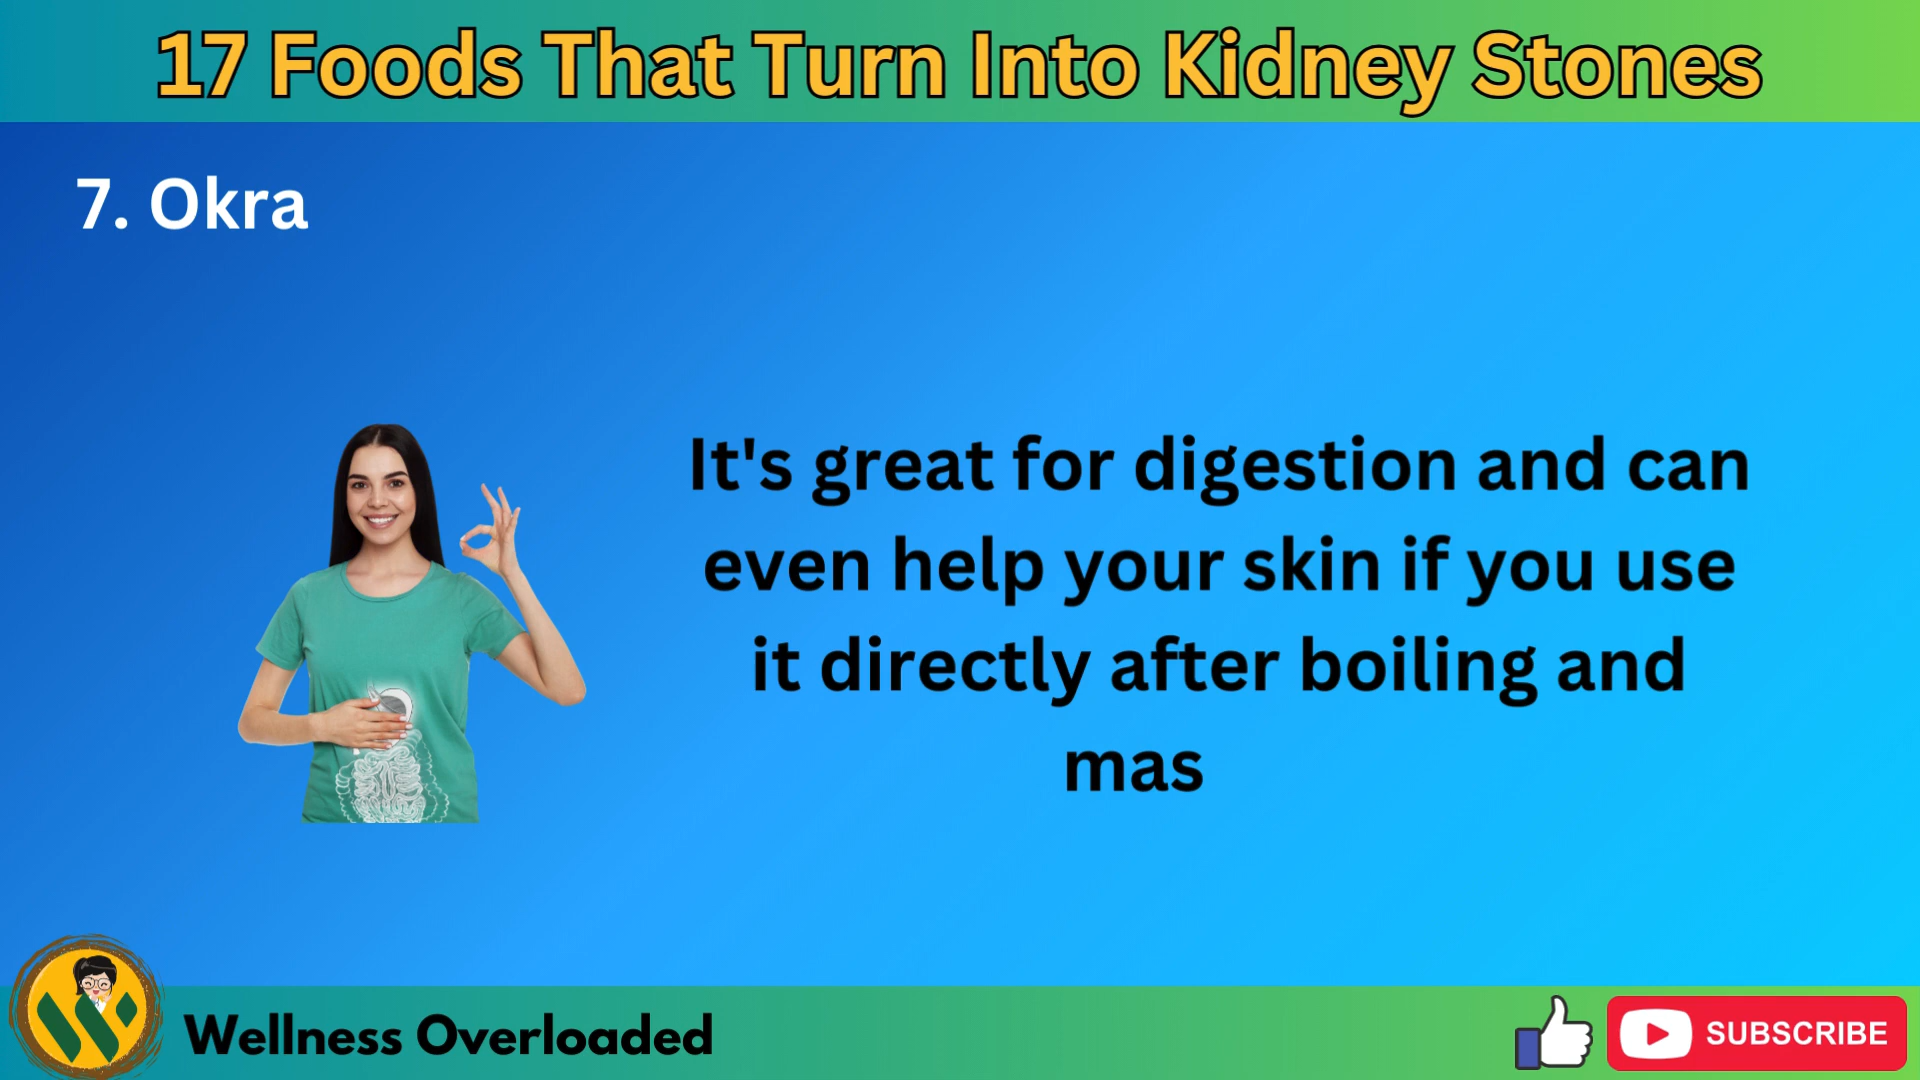 17 Foods That Turn Into Kidney Stones
7. Okra
It's great for digestion and can
even help your skin if you use
it directly after boiling and
mas
Wellness Overloaded
SUBSCRIBE